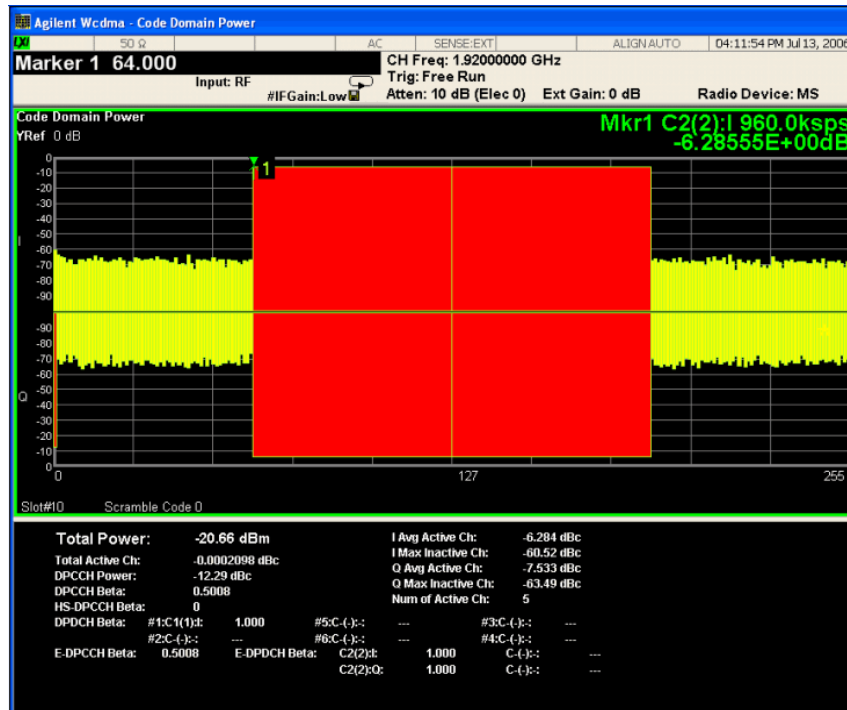 Agilent Wcdma - Code Domain Power
LXI 50 Ω AC SENSE:EXT ALIGN AUTO 04:11:54 PM Jul 13, 2006
Marker 1 64.000
CH Freq: 1.92000000 GHz
Input: RF Trig: Free Run
#IFGain:Low Atten: 10 dB (Elec 0) Ext Gain: 0 dB Radio Device: MS
Code Domain Power
Mkr1 C2(2):I 960.0ksps
YRef 0 dB
-6.28555E+00dB
1
0
-10
-20
-30
-40
-50
I
-60
-70
-80
-90
-90
-80
-70
-60
-50
Q
-40
-30
-20
-10
0
0 127 255
Slot#10 Scramble Code 0
Total Power: -20.66 dBm
Total Active Ch: -0.0002098 dBc
DPCCH Power: -12.29 dBc
DPCCH Beta: 0.5008
HS-DPCCH Beta: 0
I Avg Active Ch: -6.284 dBc
I Max Inactive Ch: -60.52 dBc
Q Avg Active Ch: -7.533 dBc
Q Max Inactive Ch: -63.49 dBc
Num of Active Ch: 5
DPDCH Beta: #1:C1(1):I: 1.000 #5:C-(-):-: --- #3:C-(-):-: ---
#2:C-(-):-: --- #6:C-(-):-: --- #4:C-(-):-: ---
E-DPCCH Beta: 0.5008 E-DPDCH Beta: C2(2):I: 1.000 C-(-):-: ---
C2(2):Q: 1.000 C-(-):-: ---